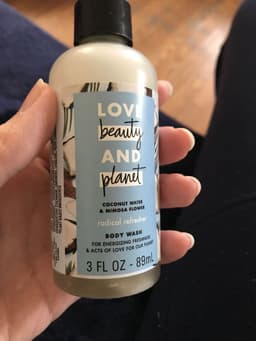 LOVE
beauty
AND
planet
COCONUT WATER
& MIMOSA FLOWER
radical refresher
BODY WASH
FOR ENERGIZING FRESHNESS
& ACTS OF LOVE FOR OUR PLANET
3 FL OZ - 89mL